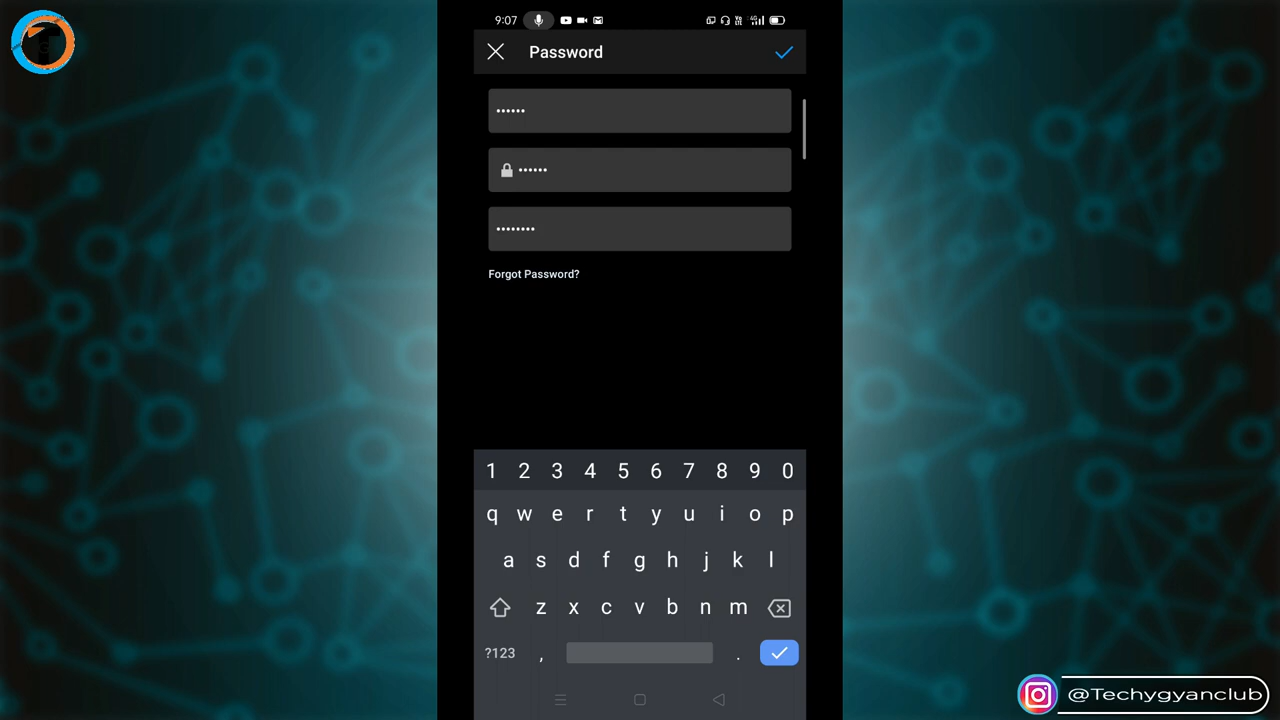 9:07
Password
••••••
••••••
••••••••
Forgot Password?
1 2 3 4 5 6 7 8 9 0
q w e r t y u i o p
a s d f g h j k l
z x c v b n m
?123 , .
@Techygyanclub